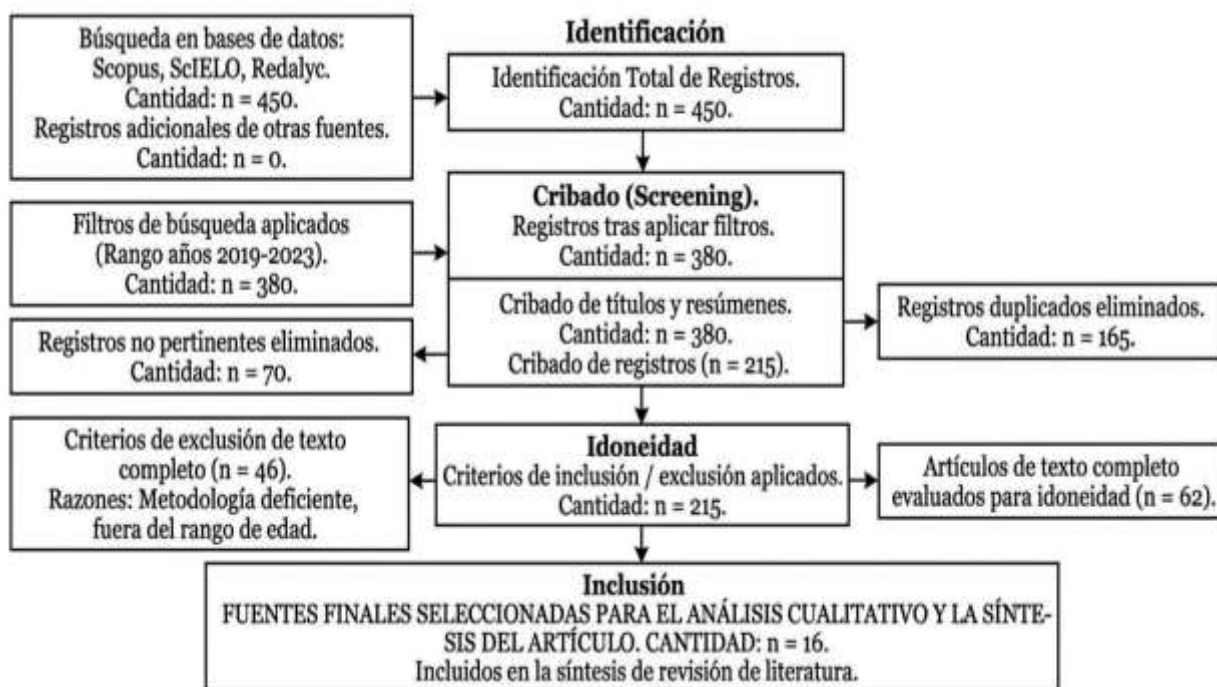 Búsqueda en bases de datos:
Scopus, ScIELO, Redalyc.
Cantidad: n = 450.
Registros adicionales de otras fuentes.
Cantidad: n = 0.
Identificación
Identificación Total de Registros.
Cantidad: n = 450.
Filtros de búsqueda aplicados
(Rango años 2019-2023).
Cantidad: n = 380.
Cribado (Screening).
Registros tras aplicar filtros.
Cantidad: n = 380.
Cribado de títulos y resúmenes.
Cantidad: n = 380.
Cribado de registros (n = 215).
Registros duplicados eliminados.
Cantidad: n = 165.
Registros no pertinentes eliminados.
Cantidad: n = 70.
Criterios de exclusión de texto
completo (n = 46).
Razones: Metodología deficiente,
fuera del rango de edad.
Idoneidad
Criterios de inclusión / exclusión aplicados.
Cantidad: n = 215.
Artículos de texto completo
evaluados para idoneidad (n = 62).
Inclusión
FUENTES FINALES SELECCIONADAS PARA EL ANÁLISIS CUALITATIVO Y LA SÍNTE-
SIS DEL ARTÍCULO. CANTIDAD: n = 16.
Incluidos en la síntesis de revisión de literatura.